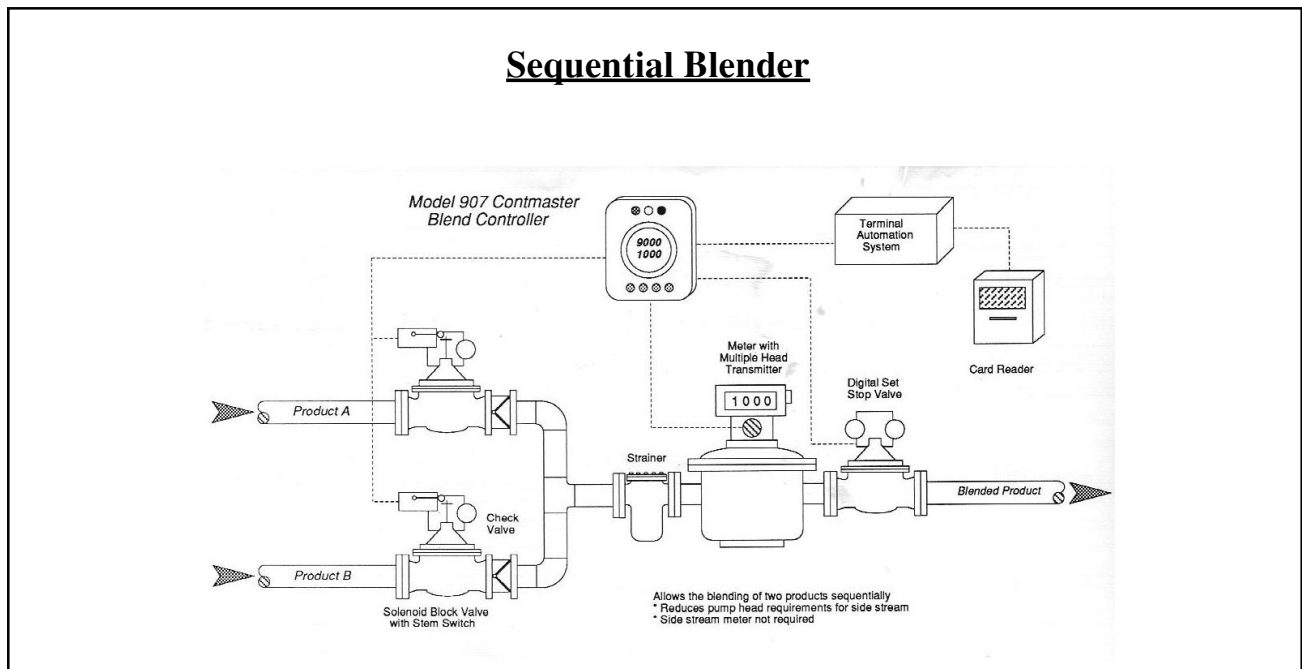 Sequential Blender
Model 907 Contmaster
Blend Controller
9000
1000
Terminal
Automation
System
Card Reader
Meter with
Multiple Head
Transmitter
1000
Digital Set
Stop Valve
Product A
Strainer
Blended Product
Check
Valve
Product B
Solenoid Block Valve
with Stem Switch
Allows the blending of two products sequentially
* Reduces pump head requirements for side stream
* Side stream meter not required